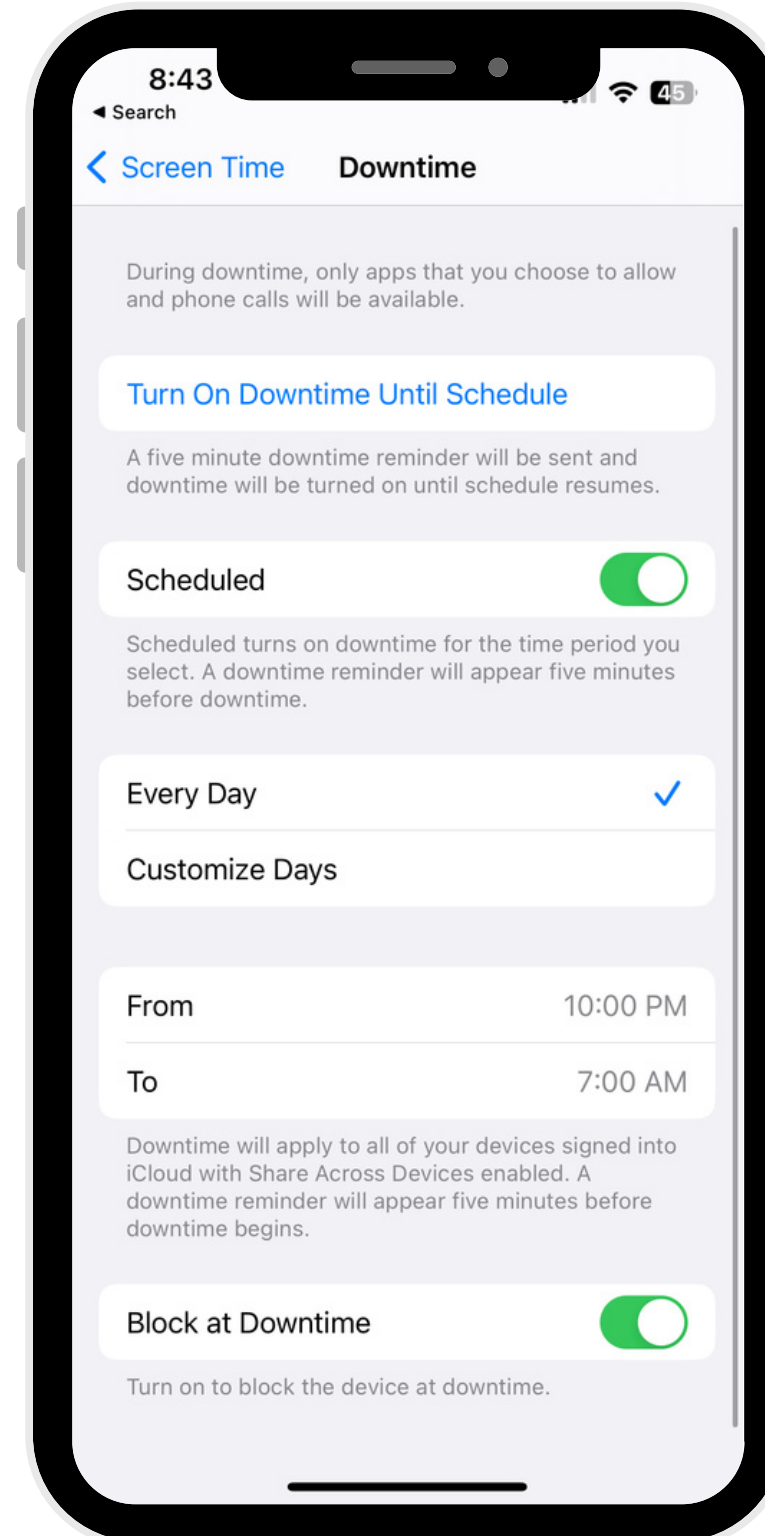 8:43
45
◀ Search
Screen Time Downtime
During downtime, only apps that you choose to allow
and phone calls will be available.
Turn On Downtime Until Schedule
A five minute downtime reminder will be sent and
downtime will be turned on until schedule resumes.
Scheduled
Scheduled turns on downtime for the time period you
select. A downtime reminder will appear five minutes
before downtime.
Every Day
Customize Days
From 10:00 PM
To 7:00 AM
Downtime will apply to all of your devices signed into
iCloud with Share Across Devices enabled. A
downtime reminder will appear five minutes before
downtime begins.
Block at Downtime
Turn on to block the device at downtime.